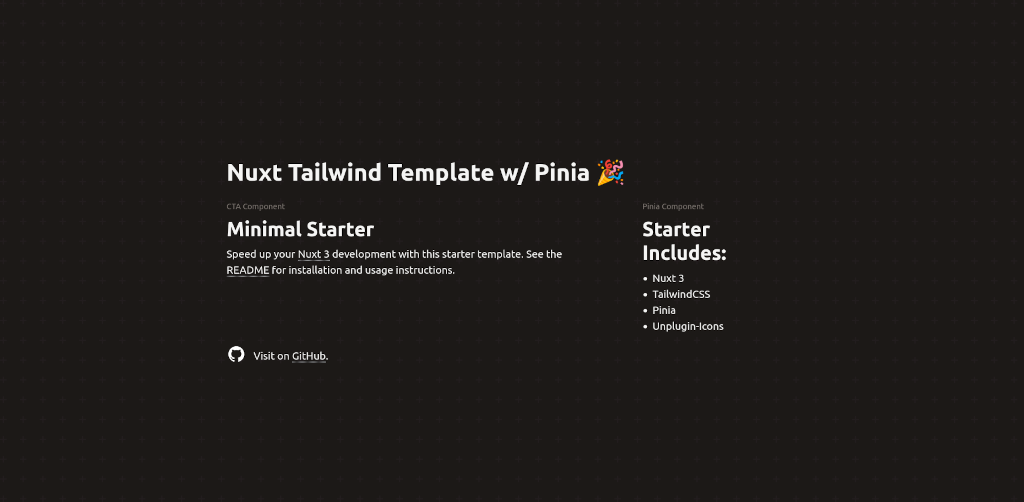 Nuxt Tailwind Template w/ Pinia 🎉
CTA Component
Minimal Starter
Speed up your Nuxt 3 development with this starter template. See the
README for installation and usage instructions.
Pinia Component
Starter
Includes:
• Nuxt 3
• TailwindCSS
• Pinia
• Unplugin-Icons
Visit on GitHub.